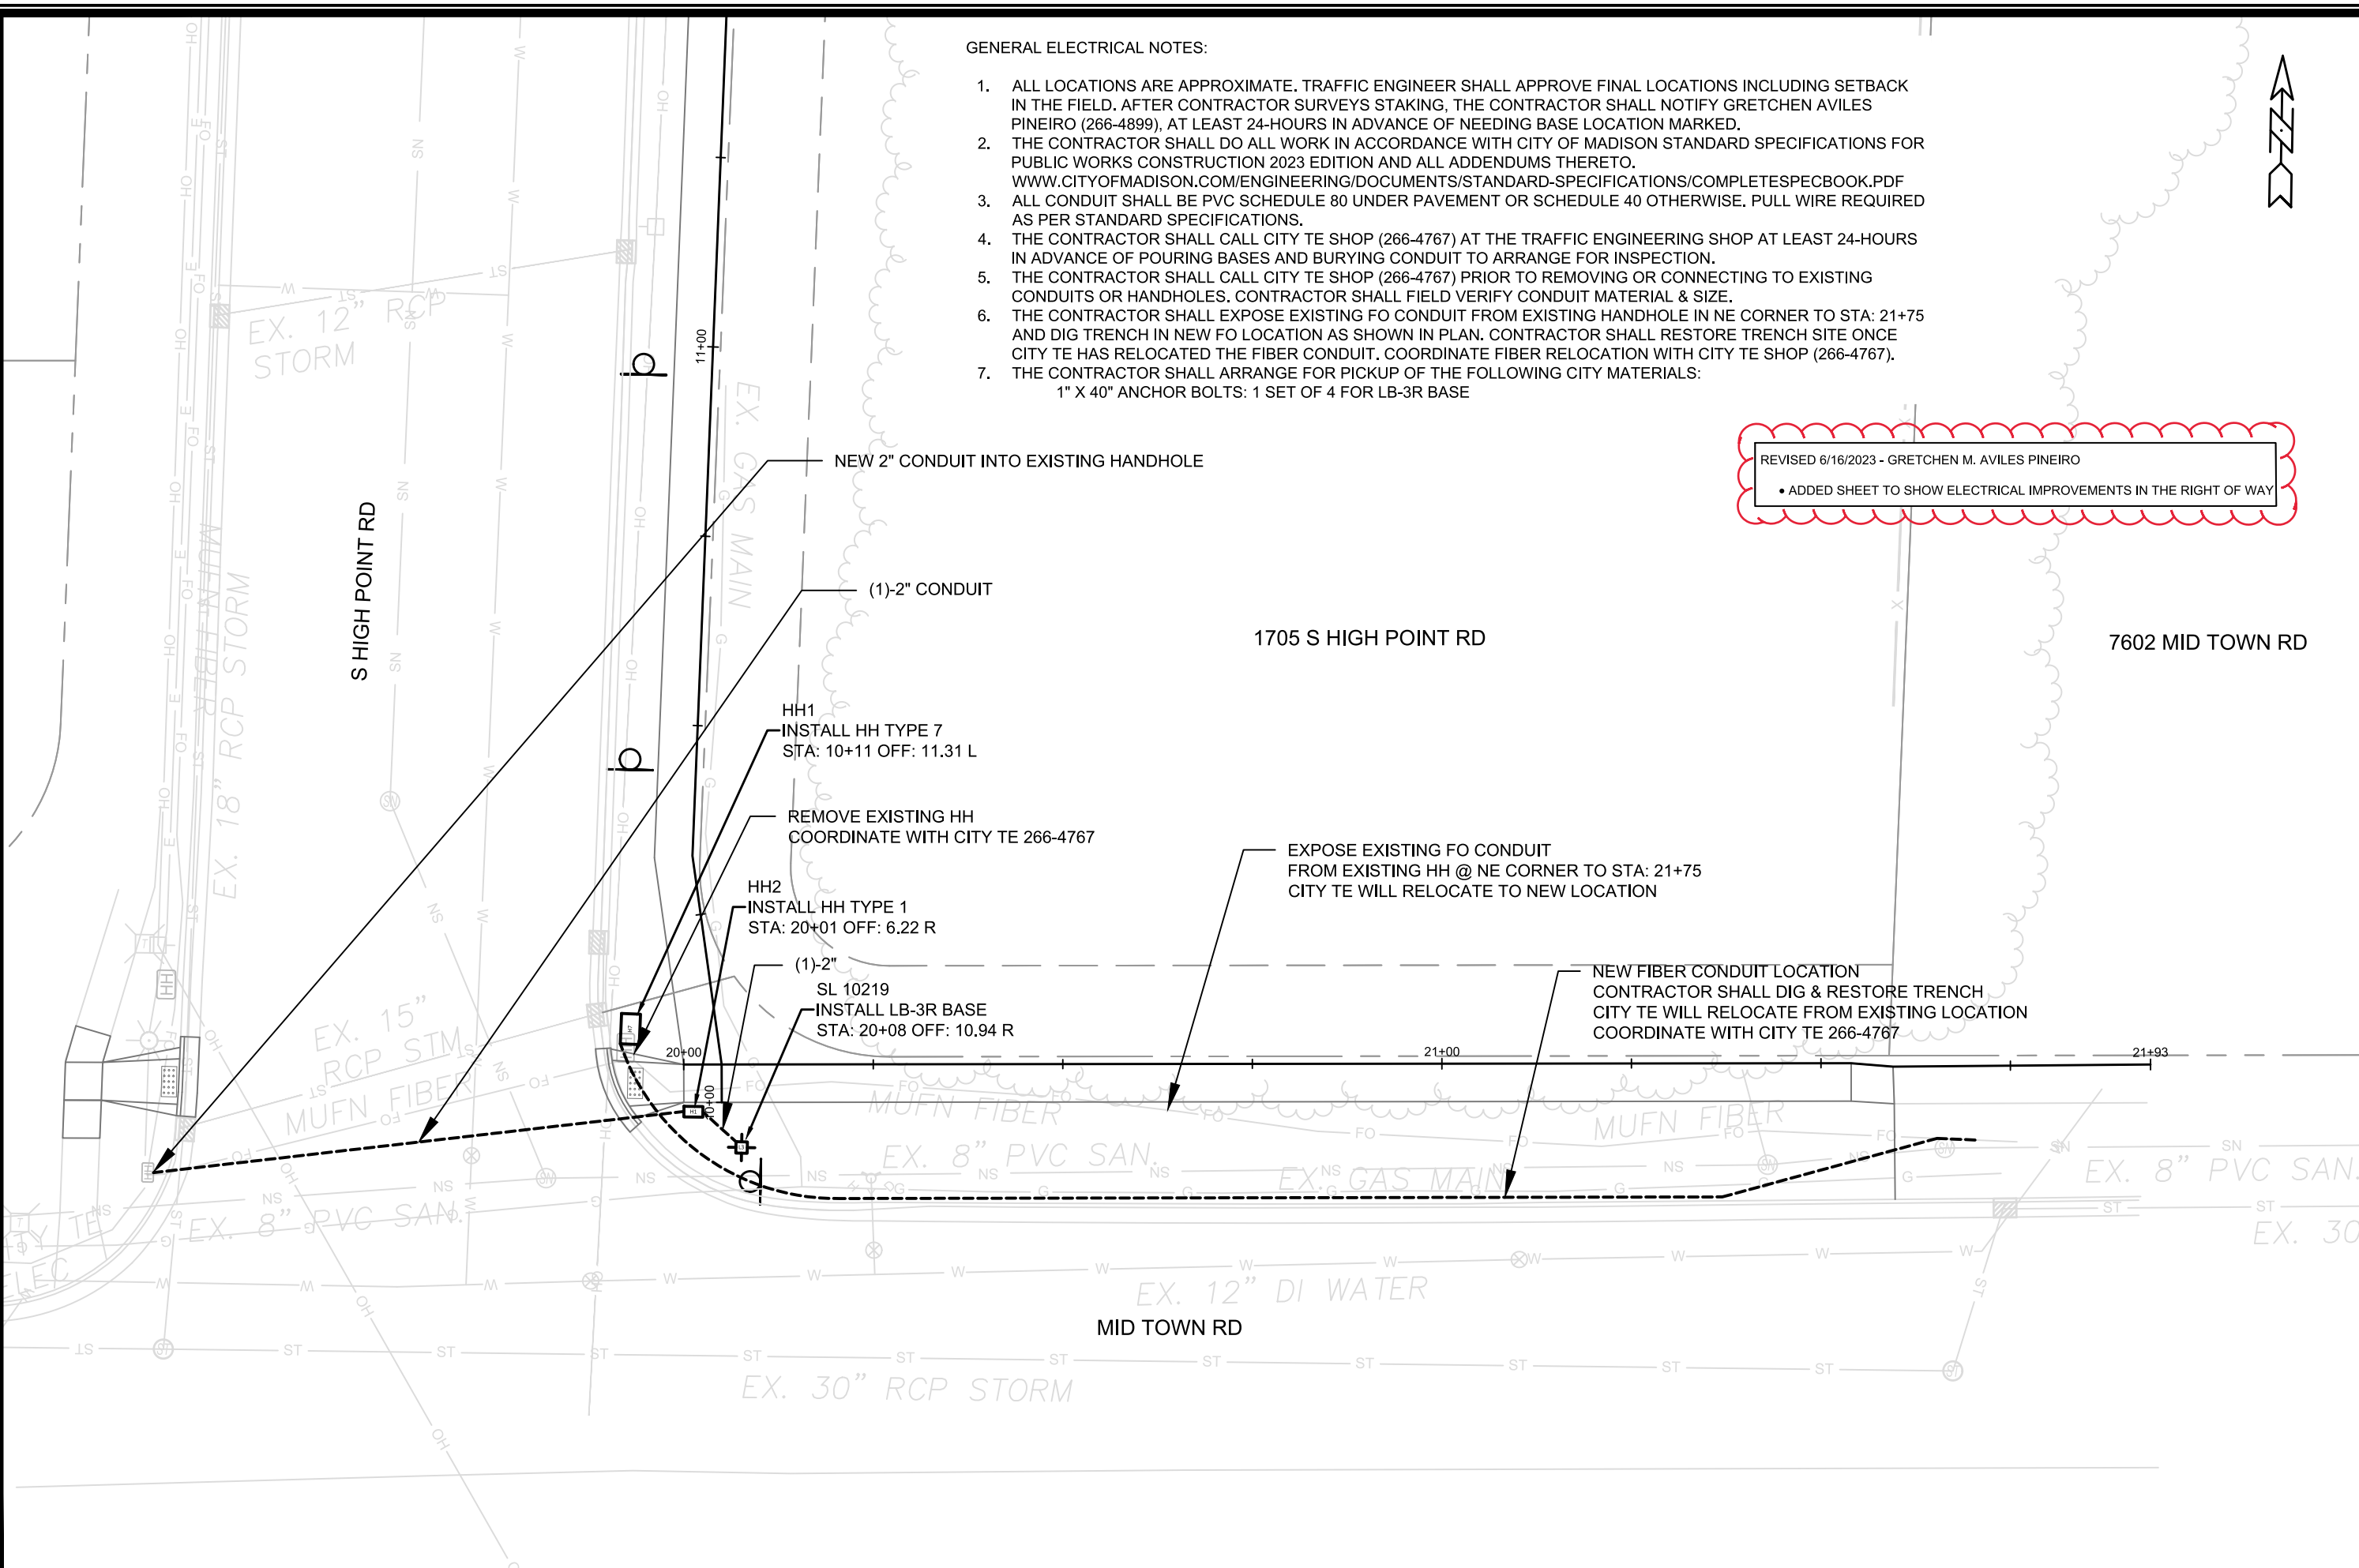 GENERAL ELECTRICAL NOTES:
1. ALL LOCATIONS ARE APPROXIMATE. TRAFFIC ENGINEER SHALL APPROVE FINAL LOCATIONS INCLUDING SETBACK
IN THE FIELD. AFTER CONTRACTOR SURVEYS STAKING, THE CONTRACTOR SHALL NOTIFY GRETCHEN AVILES
PINEIRO (266-4899), AT LEAST 24-HOURS IN ADVANCE OF NEEDING BASE LOCATION MARKED.
2. THE CONTRACTOR SHALL DO ALL WORK IN ACCORDANCE WITH CITY OF MADISON STANDARD SPECIFICATIONS FOR
PUBLIC WORKS CONSTRUCTION 2023 EDITION AND ALL ADDENDUMS THERETO.
WWW.CITYOFMADISON.COM/ENGINEERING/DOCUMENTS/STANDARD-SPECIFICATIONS/COMPLETESPECBOOK.PDF
3. ALL CONDUIT SHALL BE PVC SCHEDULE 80 UNDER PAVEMENT OR SCHEDULE 40 OTHERWISE. PULL WIRE REQUIRED
AS PER STANDARD SPECIFICATIONS.
4. THE CONTRACTOR SHALL CALL CITY TE SHOP (266-4767) AT THE TRAFFIC ENGINEERING SHOP AT LEAST 24-HOURS
IN ADVANCE OF POURING BASES AND BURYING CONDUIT TO ARRANGE FOR INSPECTION.
5. THE CONTRACTOR SHALL CALL CITY TE SHOP (266-4767) PRIOR TO REMOVING OR CONNECTING TO EXISTING
CONDUITS OR HANDHOLES. CONTRACTOR SHALL FIELD VERIFY CONDUIT MATERIAL & SIZE.
6. THE CONTRACTOR SHALL EXPOSE EXISTING FO CONDUIT FROM EXISTING HANDHOLE IN NE CORNER TO STA: 21+75
AND DIG TRENCH IN NEW FO LOCATION AS SHOWN IN PLAN. CONTRACTOR SHALL RESTORE TRENCH SITE ONCE
CITY TE HAS RELOCATED THE FIBER CONDUIT. COORDINATE FIBER RELOCATION WITH CITY TE SHOP (266-4767).
7. THE CONTRACTOR SHALL ARRANGE FOR PICKUP OF THE FOLLOWING CITY MATERIALS:
1" X 40" ANCHOR BOLTS: 1 SET OF 4 FOR LB-3R BASE
REVISED 6/16/2023 - GRETCHEN M. AVILES PINEIRO
• ADDED SHEET TO SHOW ELECTRICAL IMPROVEMENTS IN THE RIGHT OF WAY
EX. 12" RCP
STORM
11+00
EX. GAS MAIN
NEW 2" CONDUIT INTO EXISTING HANDHOLE
S HIGH POINT RD
MUFN FIBER
EX. 18" RCP STORM
(1)-2" CONDUIT
1705 S HIGH POINT RD
7602 MID TOWN RD
HH1
INSTALL HH TYPE 7
STA: 10+11 OFF: 11.31 L
REMOVE EXISTING HH
COORDINATE WITH CITY TE 266-4767
EXPOSE EXISTING FO CONDUIT
FROM EXISTING HH @ NE CORNER TO STA: 21+75
CITY TE WILL RELOCATE TO NEW LOCATION
HH2
INSTALL HH TYPE 1
STA: 20+01 OFF: 6.22 R
(1)-2"
SL 10219
INSTALL LB-3R BASE
STA: 20+08 OFF: 10.94 R
NEW FIBER CONDUIT LOCATION
CONTRACTOR SHALL DIG & RESTORE TRENCH
CITY TE WILL RELOCATE FROM EXISTING LOCATION
COORDINATE WITH CITY TE 266-4767
EX. 15"
RCP STM
MUFN FIBER
20+00
21+00
21+93
10+00
H1
MUFN FIBER
MUFN FIBER
EX. 8" PVC SAN.
EX. GAS MAIN
EX. 8" PVC SAN.
EX. 8" PVC SAN.
EX. 30
EX. 12" DI WATER
MID TOWN RD
EX. 30" RCP STORM